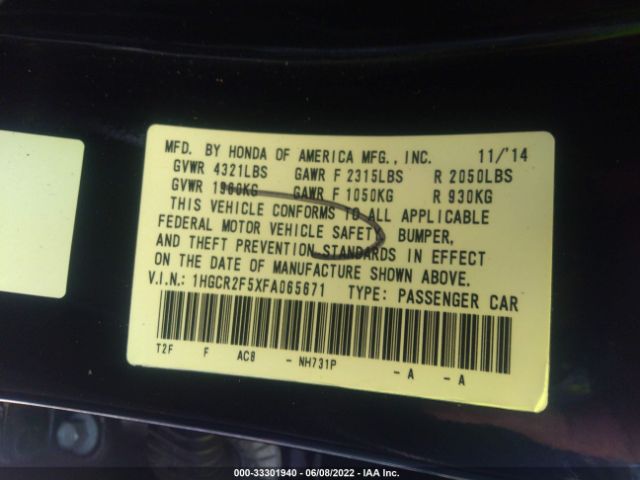 MFD. BY HONDA OF AMERICA MFG., INC. 11/'14
GVWR 4321LBS GAWR F 2315LBS R 2050LBS
GVWR 1960KG GAWR F 1050KG R 930KG
THIS VEHICLE CONFORMS TO ALL APPLICABLE
FEDERAL MOTOR VEHICLE SAFETY, BUMPER,
AND THEFT PREVENTION STANDARDS IN EFFECT
ON THE DATE OF MANUFACTURE SHOWN ABOVE.
V.I.N.: 1HGCR2F5XFA065671 TYPE: PASSENGER CAR
T2F F AC8 - NH731P - A - A
000-33301940 - 06/08/2022 - IAA Inc.